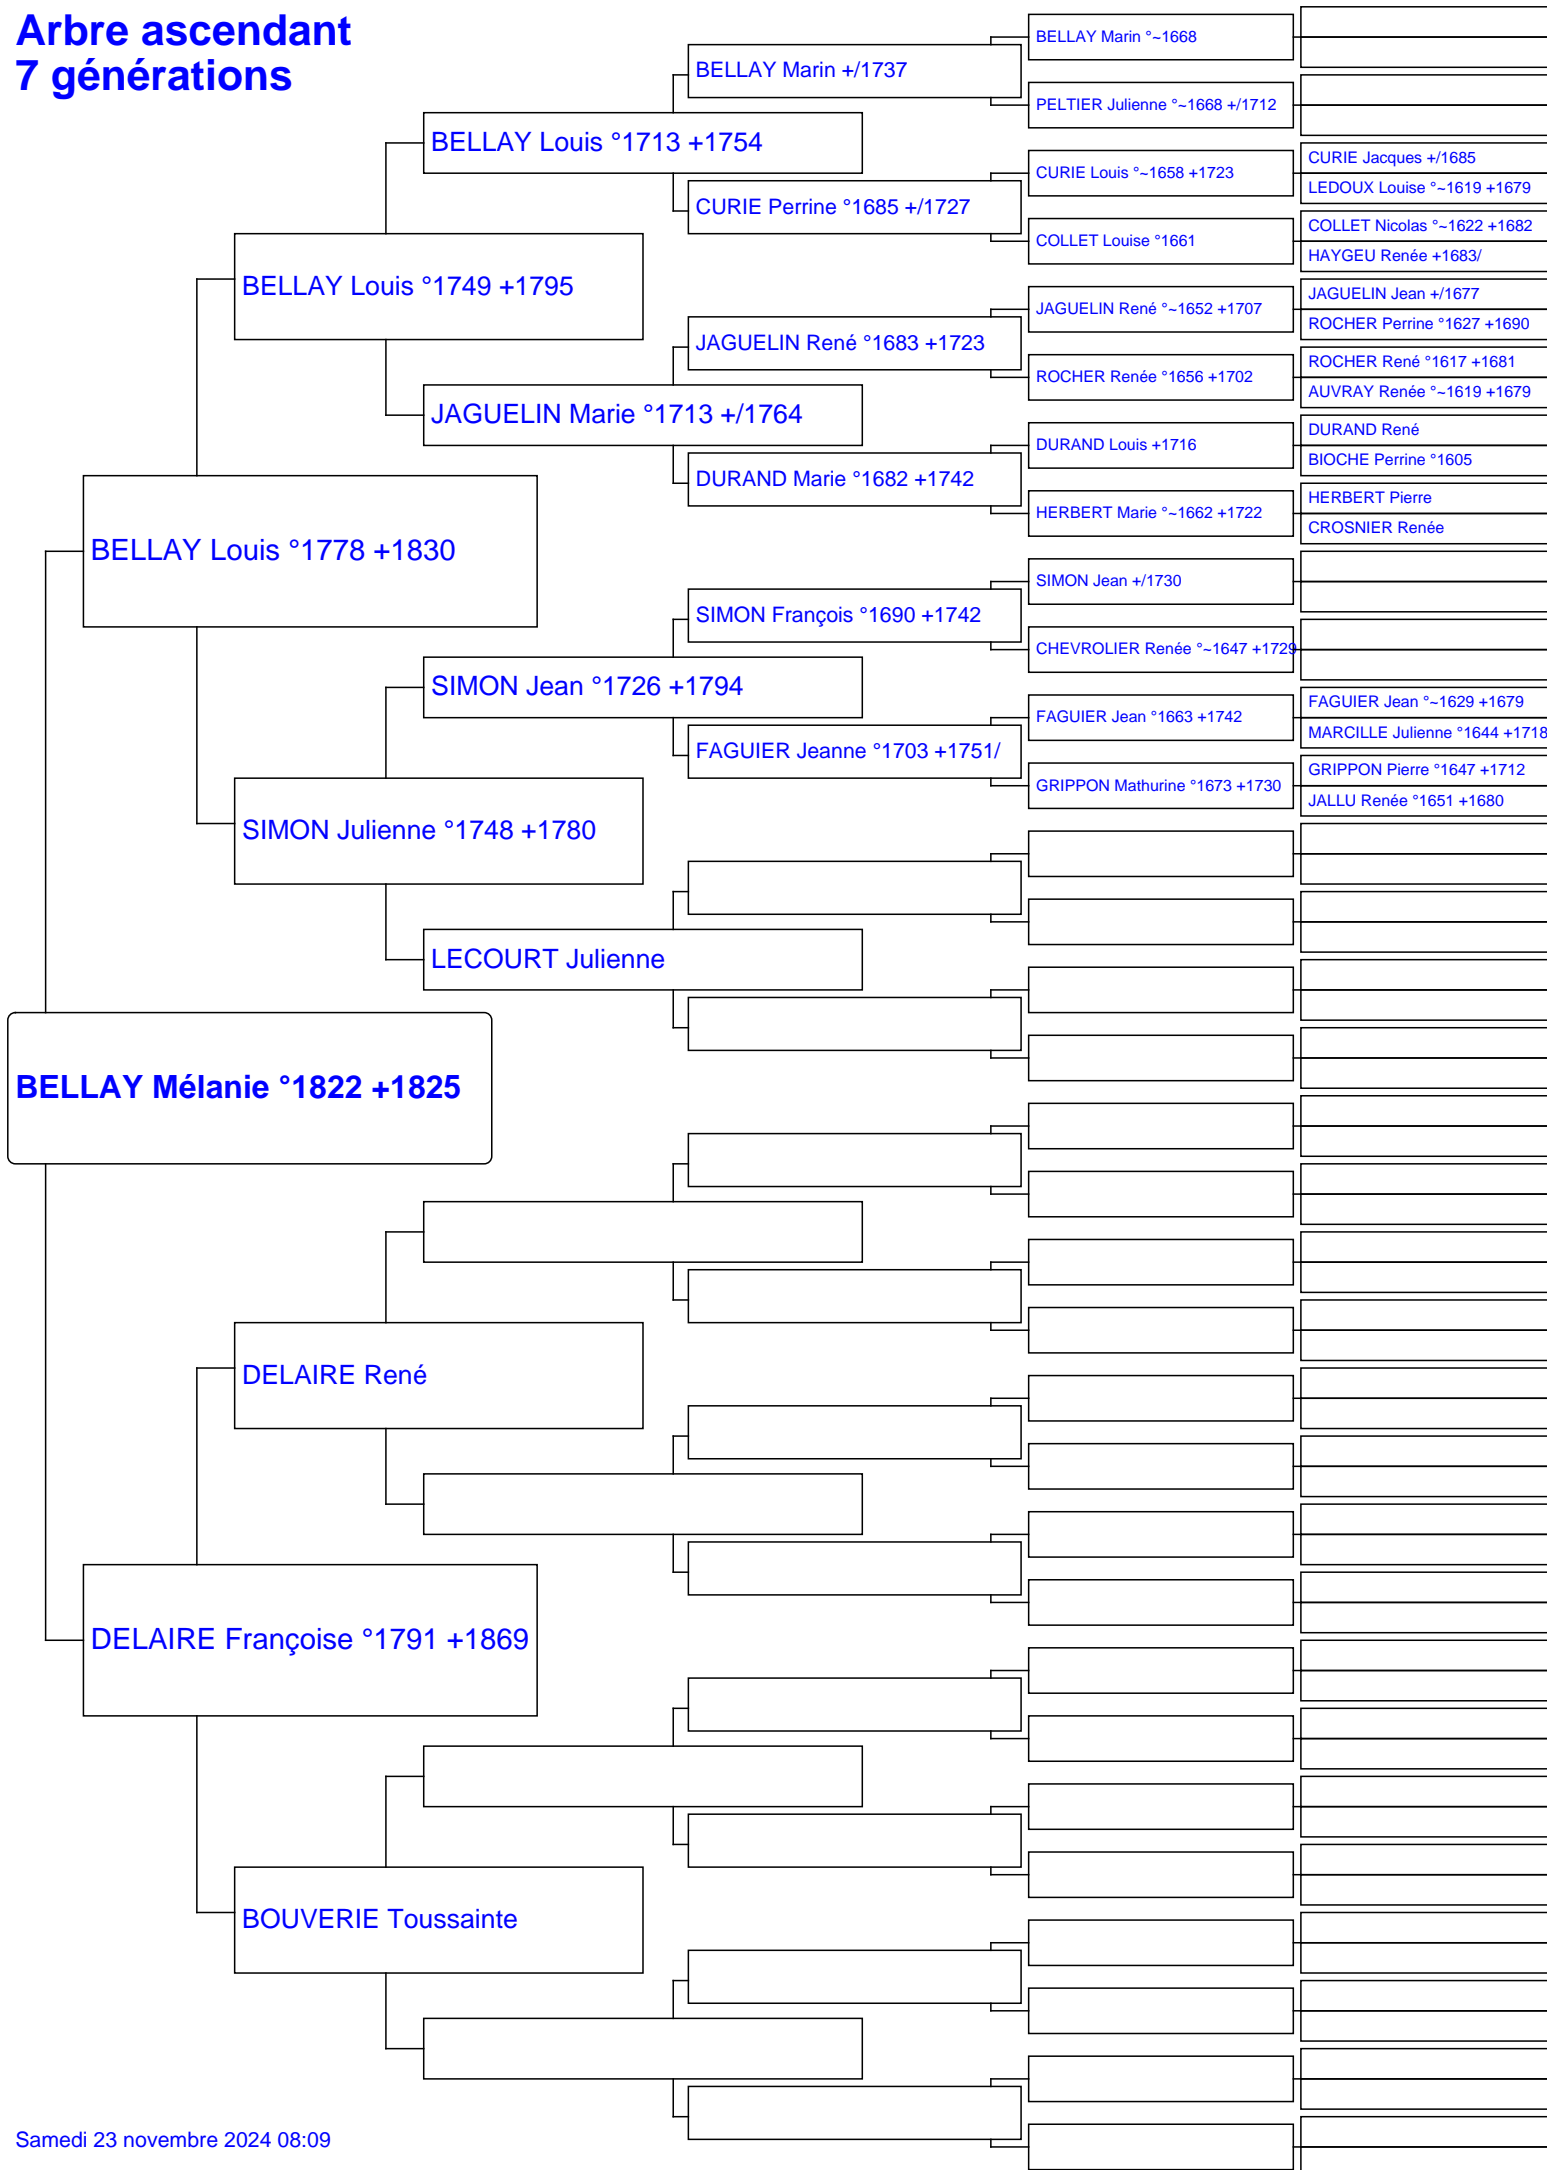 Arbre ascendant
7 générations
BELLAY Mélanie °1822 +1825
BELLAY Louis °1778 +1830
DELAIRE Françoise °1791 +1869
BELLAY Louis °1749 +1795
SIMON Julienne °1748 +1780
DELAIRE René
BOUVERIE Toussainte
BELLAY Louis °1713 +1754
JAGUELIN Marie °1713 +/1764
SIMON Jean °1726 +1794
LECOURT Julienne
BELLAY Marin +/1737
CURIE Perrine °1685 +/1727
JAGUELIN René °1683 +1723
DURAND Marie °1682 +1742
SIMON François °1690 +1742
FAGUIER Jeanne °1703 +1751/
BELLAY Marin °~1668
PELTIER Julienne °~1668 +/1712
CURIE Louis °~1658 +1723
COLLET Louise °1661
JAGUELIN René °~1652 +1707
ROCHER Renée °1656 +1702
DURAND Louis +1716
HERBERT Marie °~1662 +1722
SIMON Jean +/1730
CHEVROLIER Renée °~1647 +1729
FAGUIER Jean °1663 +1742
GRIPPON Mathurine °1673 +1730
CURIE Jacques +/1685
LEDOUX Louise °~1619 +1679
COLLET Nicolas °~1622 +1682
HAYGEU Renée +1683/
JAGUELIN Jean +/1677
ROCHER Perrine °1627 +1690
ROCHER René °1617 +1681
AUVRAY Renée °~1619 +1679
DURAND René
BIOCHE Perrine °1605
HERBERT Pierre
CROSNIER Renée
FAGUIER Jean °~1629 +1679
MARCILLE Julienne °1644 +1718
GRIPPON Pierre °1647 +1712
JALLU Renée °1651 +1680
Samedi 23 novembre 2024 08:09